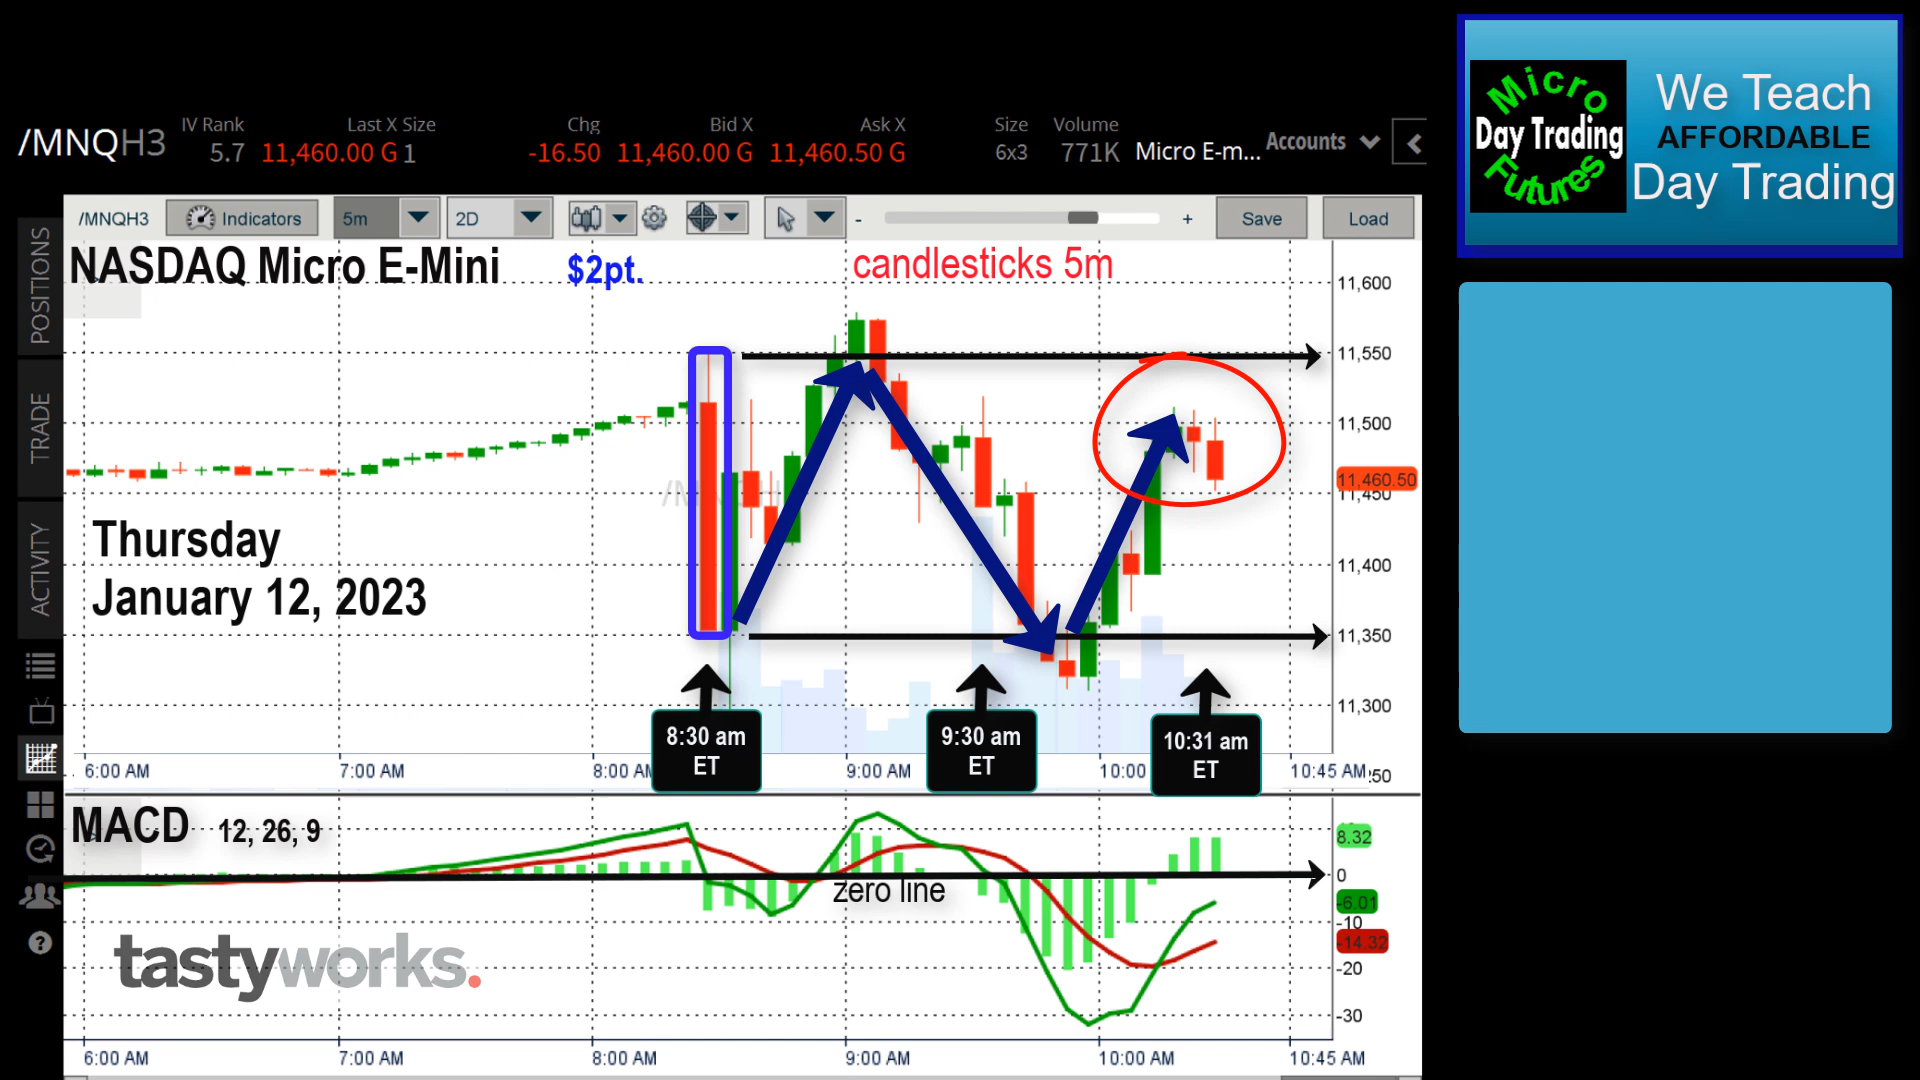 /MNQH3
IV Rank
5.7
Last X Size
11,460.00 G 1
Chg
-16.50
Bid X
11,460.00 G
Ask X
11,460.50 G
Size
6x3
Volume
771K
Micro E-m...
Accounts
Micro
Day Trading
Futures
We Teach
AFFORDABLE
Day Trading
/MNQH3
Indicators
5m
2D
-
+
Save
Load
POSITIONS
TRADE
ACTIVITY
NASDAQ Micro E-Mini
$2pt.
candlesticks 5m
11,600
11,550
11,500
11,460.50
11,450
11,400
11,350
11,300
Thursday
January 12, 2023
8:30 am
ET
9:30 am
ET
10:31 am
ET
6:00 AM
7:00 AM
8:00 AM
9:00 AM
10:00
10:45 AM
MACD 12, 26, 9
zero line
8.32
0
-6.01
-10
-14.32
-20
-30
tastyworks.
6:00 AM
7:00 AM
8:00 AM
9:00 AM
10:00 AM
10:45 AM